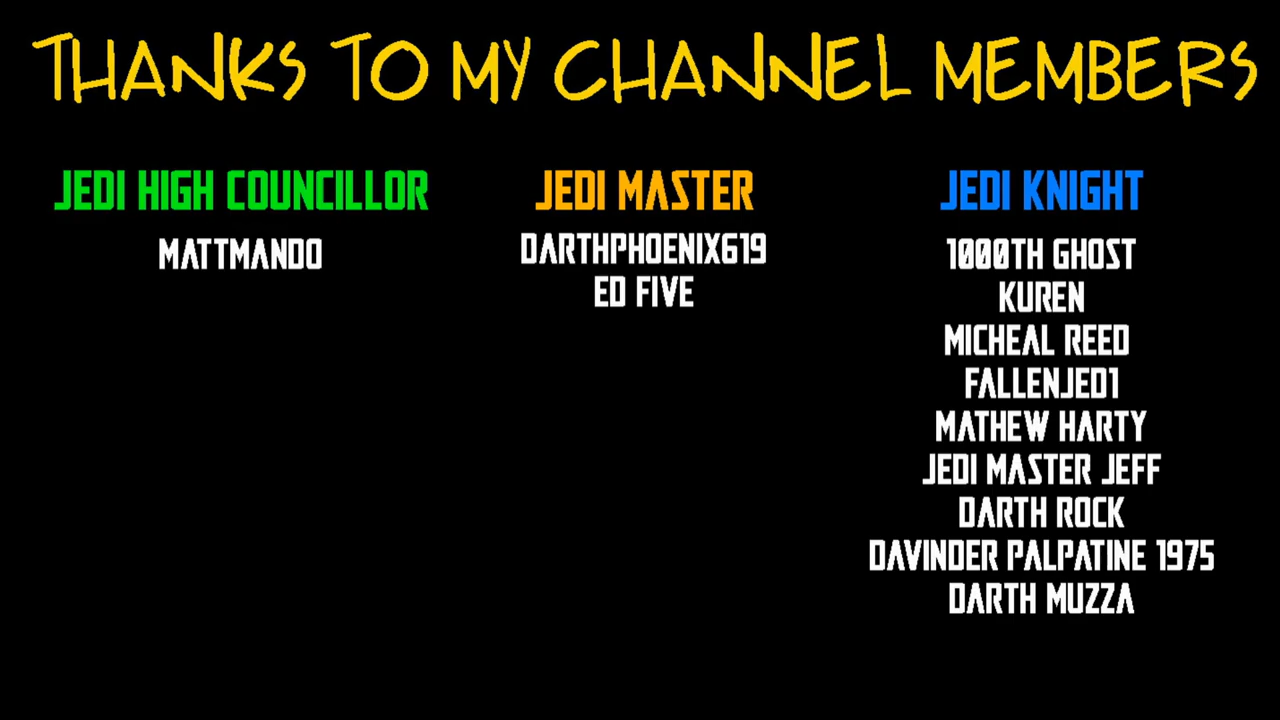 THANKS TO MY CHANNEL MEMBERS
JEDI HIGH COUNCILLOR
MATTMANDO
JEDI MASTER
DARTHPHOENIX619
ED FIVE
JEDI KNIGHT
1000TH GHOST
KUREN
MICHEAL REED
FALLENJED1
MATHEW HARTY
JEDI MASTER JEFF
DARTH ROCK
DAVINDER PALPATINE 1975
DARTH MUZZA